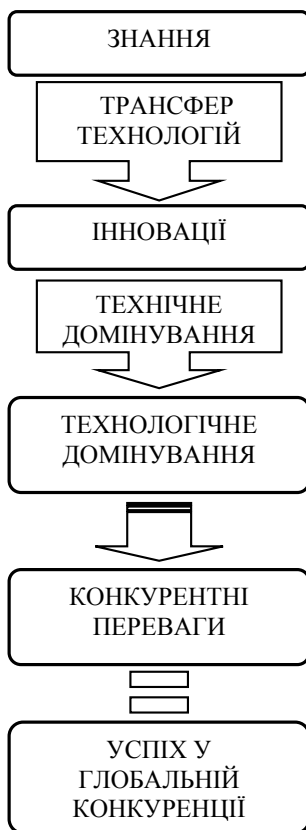 ЗНАННЯ
ТРАНСФЕР
ТЕХНОЛОГІЙ
ІННОВАЦІЇ
ТЕХНІЧНЕ
ДОМІНУВАННЯ
ТЕХНОЛОГІЧНЕ
ДОМІНУВАННЯ
КОНКУРЕНТНІ
ПЕРЕВАГИ
УСПІХ У
ГЛОБАЛЬНІЙ
КОНКУРЕНЦІЇ